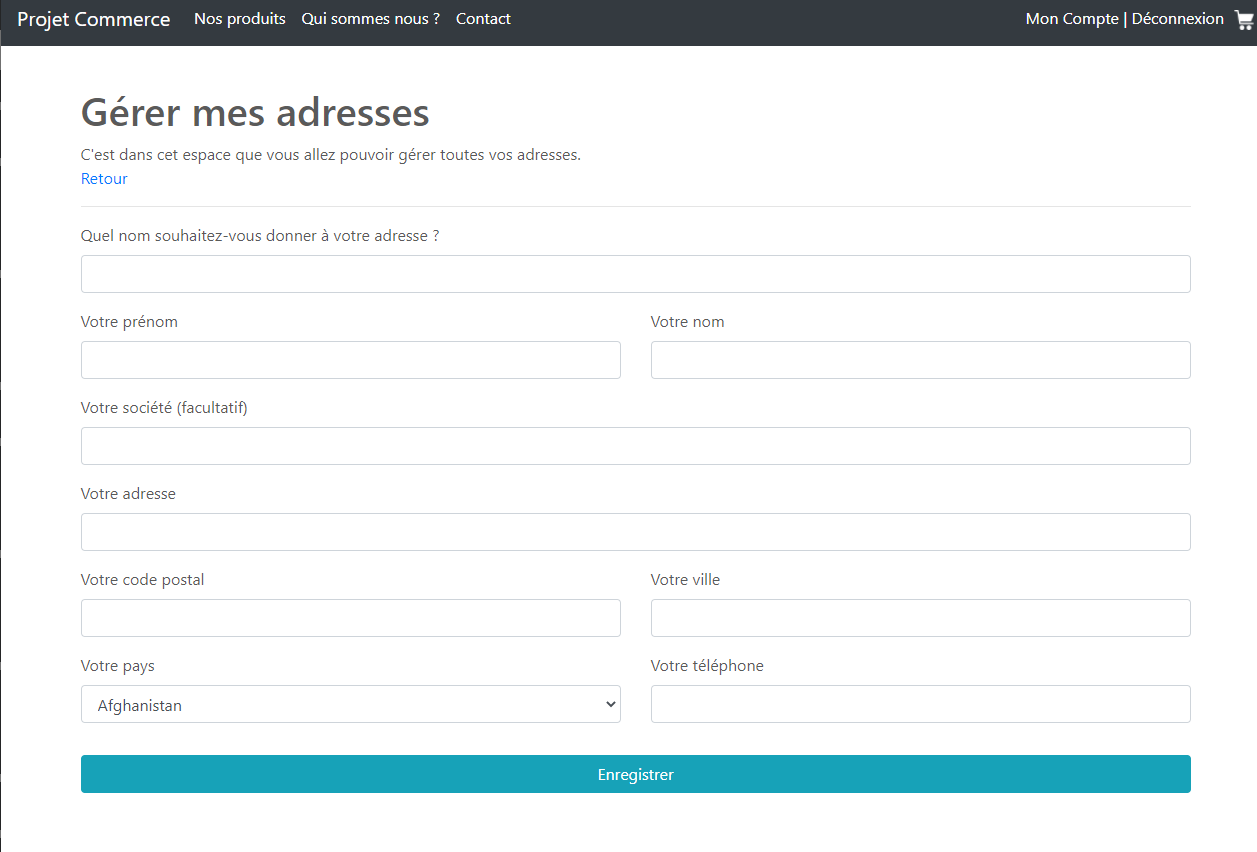 Projet Commerce Nos produits Qui sommes nous ? Contact Mon Compte | Déconnexion
Gérer mes adresses
C'est dans cet espace que vous allez pouvoir gérer toutes vos adresses.
Retour
Quel nom souhaitez-vous donner à votre adresse ?
Votre prénom Votre nom
Votre société (facultatif)
Votre adresse
Votre code postal Votre ville
Votre pays Votre téléphone
Afghanistan
Enregistrer